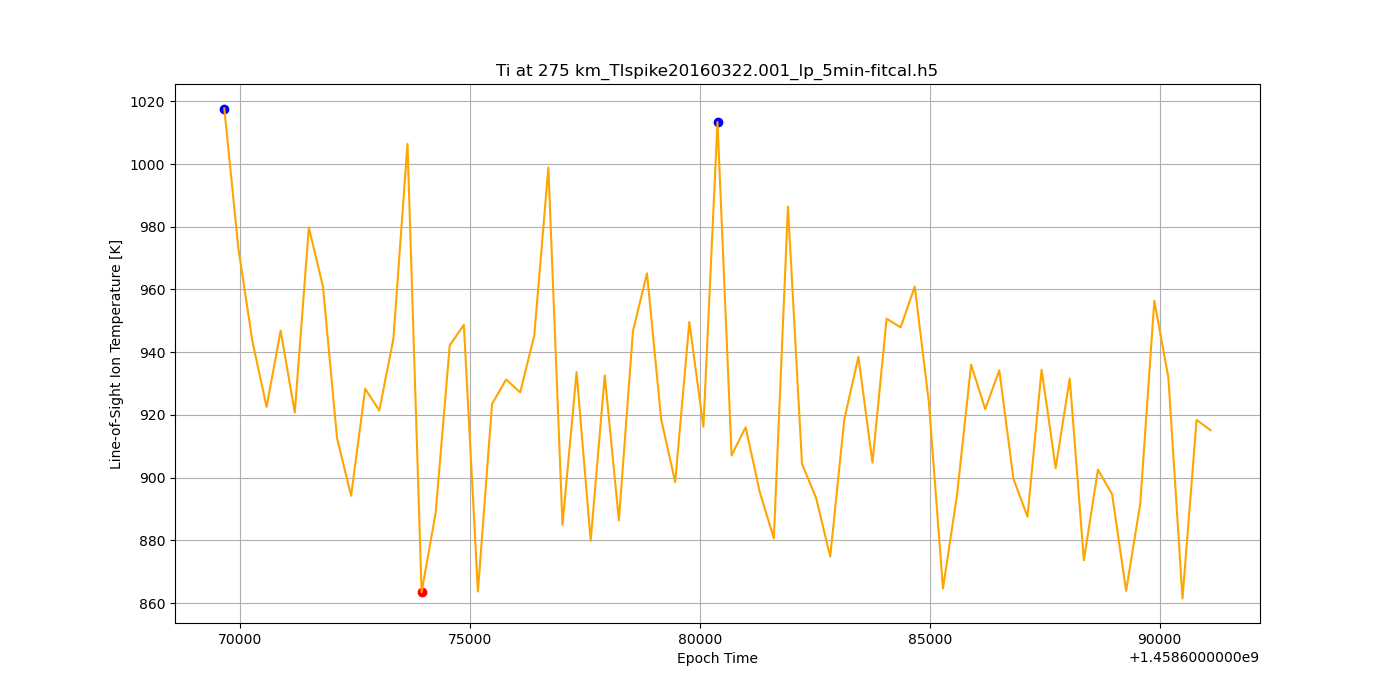 Ti at 275 km_TIspike20160322.001_lp_5min-fitcal.h5
Line-of-Sight Ion Temperature [K]
1020
1000
980
960
940
920
900
880
860
70000 75000 80000 85000 90000
Epoch Time
+1.4586000000e9